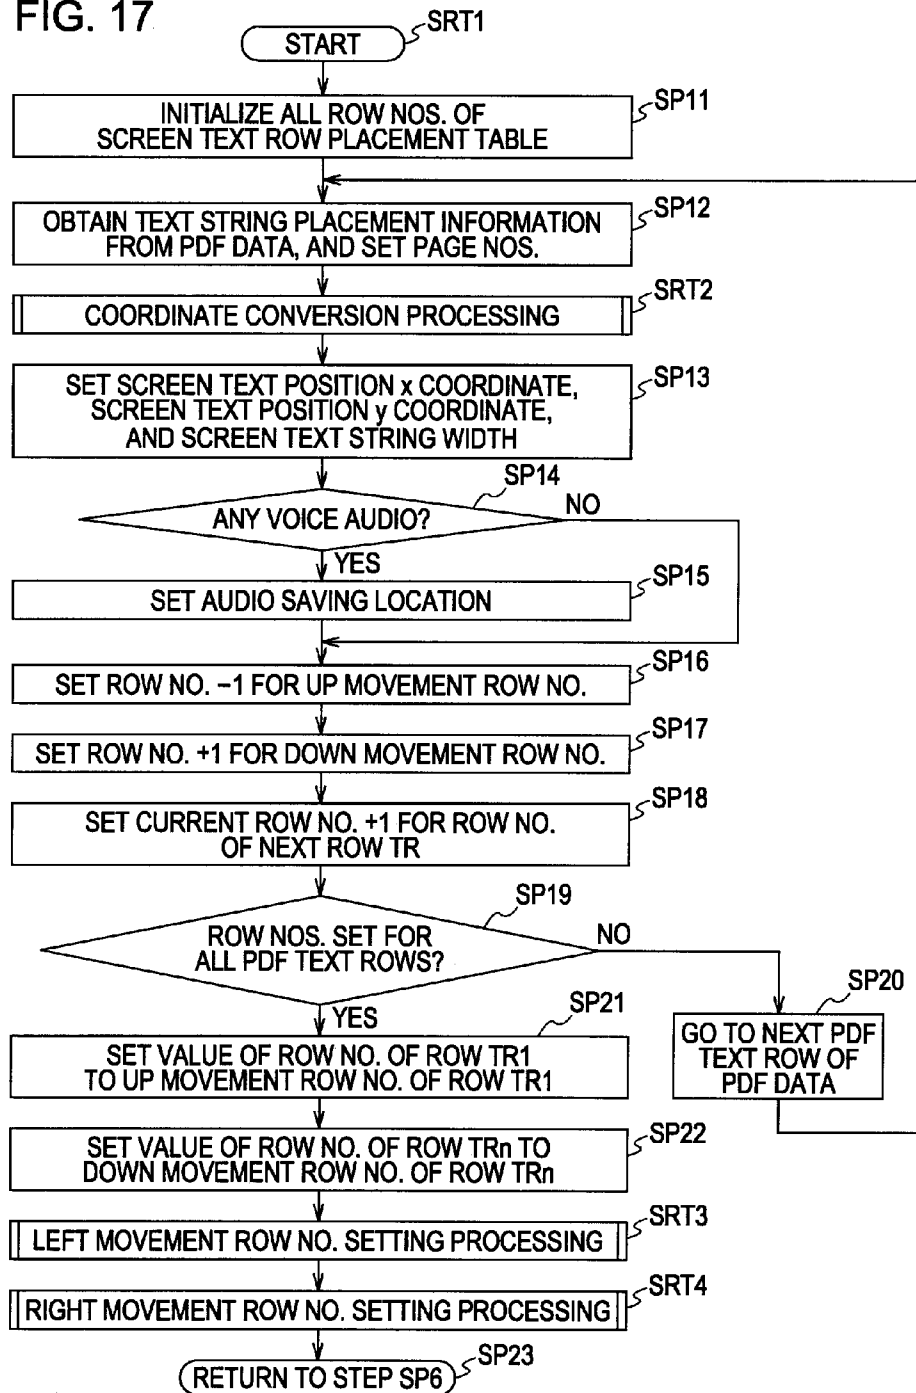 FIG. 17
START
SRT1
INITIALIZE ALL ROW NOS. OF
SCREEN TEXT ROW PLACEMENT TABLE
SP11
OBTAIN TEXT STRING PLACEMENT INFORMATION
FROM PDF DATA, AND SET PAGE NOS.
SP12
COORDINATE CONVERSION PROCESSING
SRT2
SET SCREEN TEXT POSITION x COORDINATE,
SCREEN TEXT POSITION y COORDINATE,
AND SCREEN TEXT STRING WIDTH
SP13
ANY VOICE AUDIO?
SP14
NO
YES
SET AUDIO SAVING LOCATION
SP15
SET ROW NO. –1 FOR UP MOVEMENT ROW NO.
SP16
SET ROW NO. +1 FOR DOWN MOVEMENT ROW NO.
SP17
SET CURRENT ROW NO. +1 FOR ROW NO.
OF NEXT ROW TR
SP18
ROW NOS. SET FOR
ALL PDF TEXT ROWS?
SP19
NO
YES
GO TO NEXT PDF
TEXT ROW OF
PDF DATA
SP20
SET VALUE OF ROW NO. OF ROW TR1
TO UP MOVEMENT ROW NO. OF ROW TR1
SP21
SET VALUE OF ROW NO. OF ROW TRn TO
DOWN MOVEMENT ROW NO. OF ROW TRn
SP22
LEFT MOVEMENT ROW NO. SETTING PROCESSING
SRT3
RIGHT MOVEMENT ROW NO. SETTING PROCESSING
SRT4
RETURN TO STEP SP6
SP23